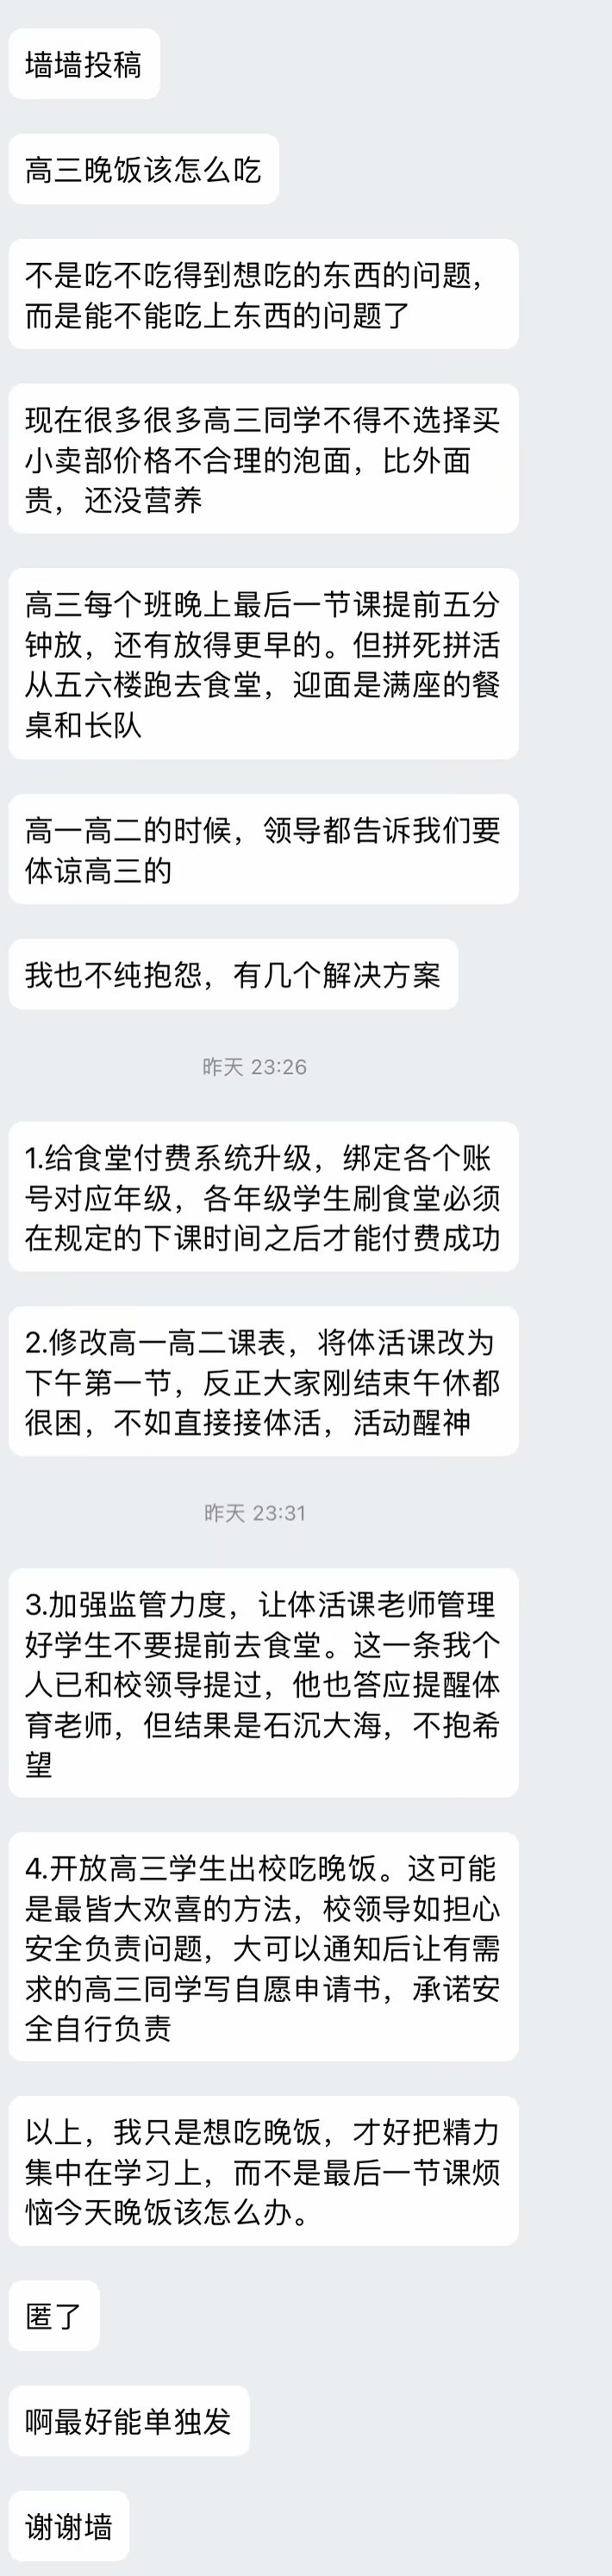 墙墙投稿
高三晚饭该怎么吃
不是吃不吃得到想吃的东西的问题，
而是能不能吃上东西的问题了
现在很多很多高三同学不得不选择买
小卖部价格不合理的泡面，比外面
贵，还没营养
高三每个班晚上最后一节课提前五分
钟放，还有放得更早的。但拼死拼活
从五六楼跑去食堂，迎面是满座的餐
桌和长队
高一高二的时候，领导都告诉我们要
体谅高三的
我也不纯抱怨，有几个解决方案
昨天 23:26
1.给食堂付费系统升级，绑定各个账
号对应年级，各年级学生刷食堂必须
在规定的下课时间之后才能付费成功
2.修改高一高二课表，将体活课改为
下午第一节，反正大家刚结束午休都
很困，不如直接接体活，活动醒神
昨天 23:31
3.加强监管力度，让体活课老师管理
好学生不要提前去食堂。这一条我个
人已和校领导提过，他也答应提醒体
育老师，但结果是石沉大海，不抱希
望
4.开放高三学生出校吃晚饭。这可能
是最皆大欢喜的方法，校领导如担心
安全负责问题，大可以通知后让有需
求的高三同学写自愿申请书，承诺安
全自行负责
以上，我只是想吃晚饭，才好把精力
集中在学习上，而不是最后一节课烦
恼今天晚饭该怎么办。
匿了
啊最好能单独发
谢谢墙